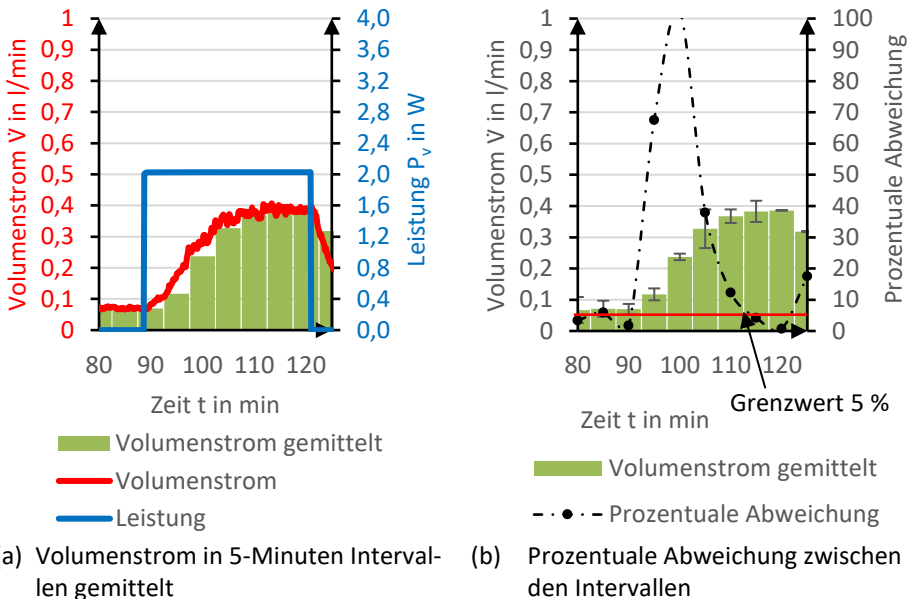 Volumenstrom V̇ in l/min
1
0,9
0,8
0,7
0,6
0,5
0,4
0,3
0,2
0,1
0
4,0
3,6
3,2
2,8
2,4
2,0
1,6
1,2
0,8
0,4
0,0
Leistung Pv in W
80 90 100 110 120
Zeit t in min
Volumenstrom gemittelt
Volumenstrom
Leistung
a) Volumenstrom in 5-Minuten Interval-
len gemittelt
Volumenstrom V̇ in l/min
1
0,9
0,8
0,7
0,6
0,5
0,4
0,3
0,2
0,1
0
100
90
80
70
60
50
40
30
20
10
0
Prozentuale Abweichung
80 90 100 110 120
Grenzwert 5 %
Zeit t in min
Volumenstrom gemittelt
Prozentuale Abweichung
(b) Prozentuale Abweichung zwischen
den Intervallen